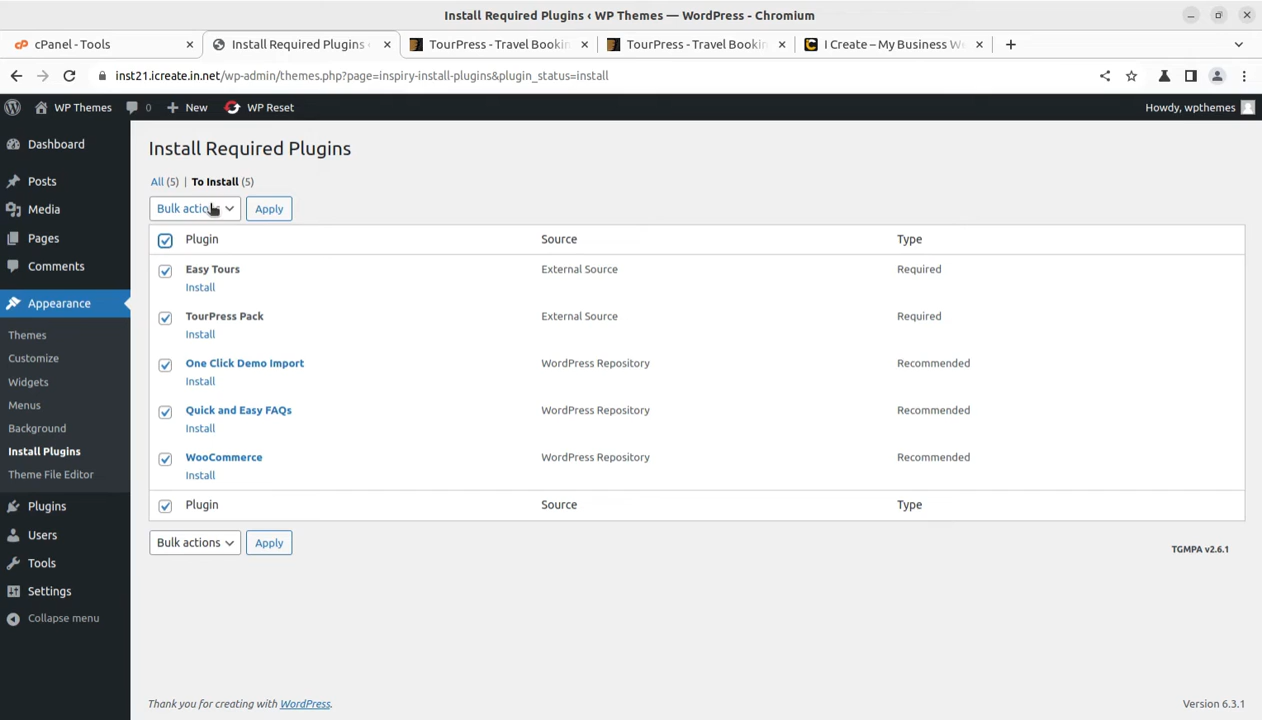 Install Required Plugins ‹ WP Themes — WordPress - Chromium
cPanel - Tools
Install Required Plugins ‹
TourPress - Travel Bookin
TourPress - Travel Bookin
I Create – My Business W
inst21.icreate.in.net/wp-admin/themes.php?page=inspiry-install-plugins&plugin_status=install
WP Themes 0 New WP Reset Howdy, wpthemes
Dashboard
Posts
Media
Pages
Comments
Appearance
Themes
Customize
Widgets
Menus
Background
Install Plugins
Theme File Editor
Plugins
Users
Tools
Settings
Collapse menu
Install Required Plugins
All (5) | To Install (5)
Bulk actions Apply
Plugin Source Type
Easy Tours External Source Required
Install
TourPress Pack External Source Required
Install
One Click Demo Import WordPress Repository Recommended
Install
Quick and Easy FAQs WordPress Repository Recommended
Install
WooCommerce WordPress Repository Recommended
Install
Plugin Source Type
Bulk actions Apply
TGMPA v2.6.1
Thank you for creating with WordPress. Version 6.3.1